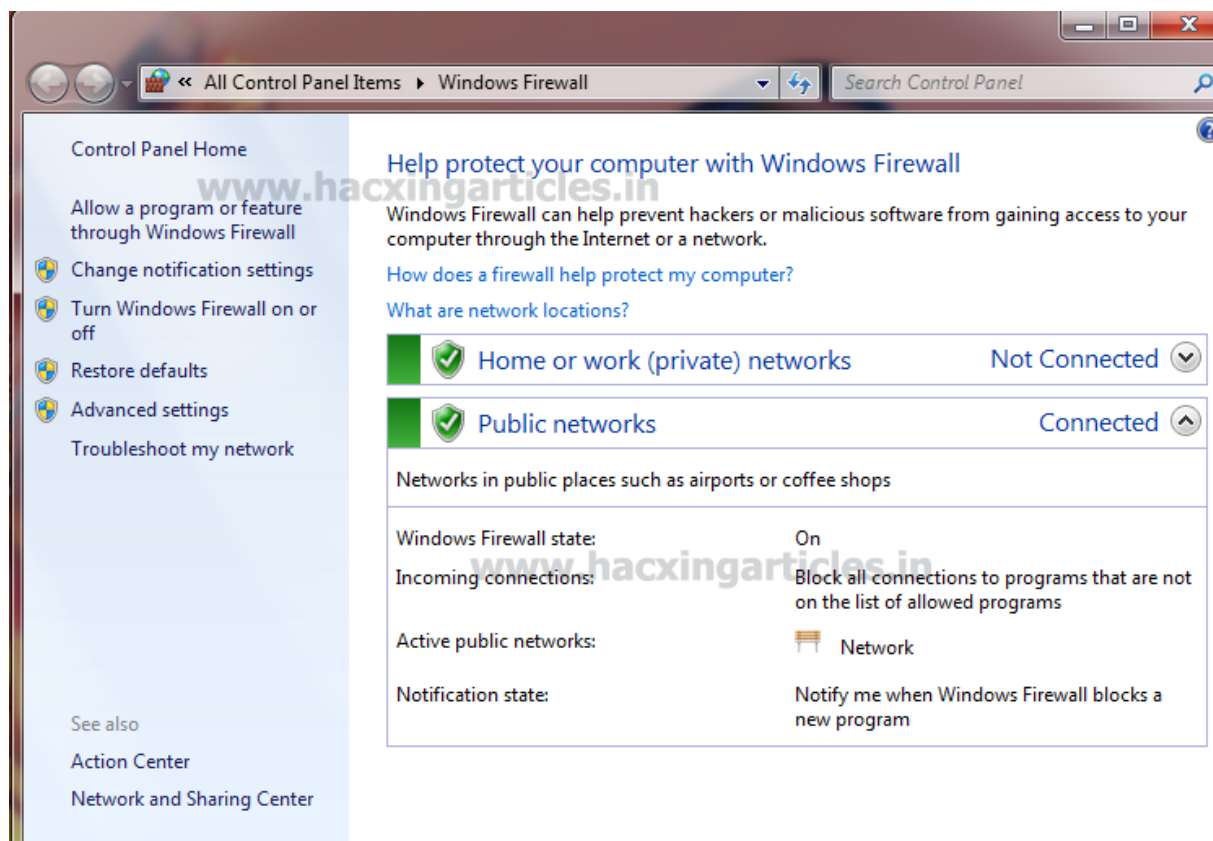 « All Control Panel Items ▸ Windows Firewall
Search Control Panel
Control Panel Home
Allow a program or feature
through Windows Firewall
Change notification settings
Turn Windows Firewall on or
off
Restore defaults
Advanced settings
Troubleshoot my network
See also
Action Center
Network and Sharing Center
Help protect your computer with Windows Firewall
www.hacxingarticles.in
Windows Firewall can help prevent hackers or malicious software from gaining access to your
computer through the Internet or a network.
How does a firewall help protect my computer?
What are network locations?
Home or work (private) networks Not Connected
Public networks Connected
Networks in public places such as airports or coffee shops
Windows Firewall state: On
www.hacxingarticles.in
Incoming connections: Block all connections to programs that are not
on the list of allowed programs
Active public networks: Network
Notification state: Notify me when Windows Firewall blocks a
new program